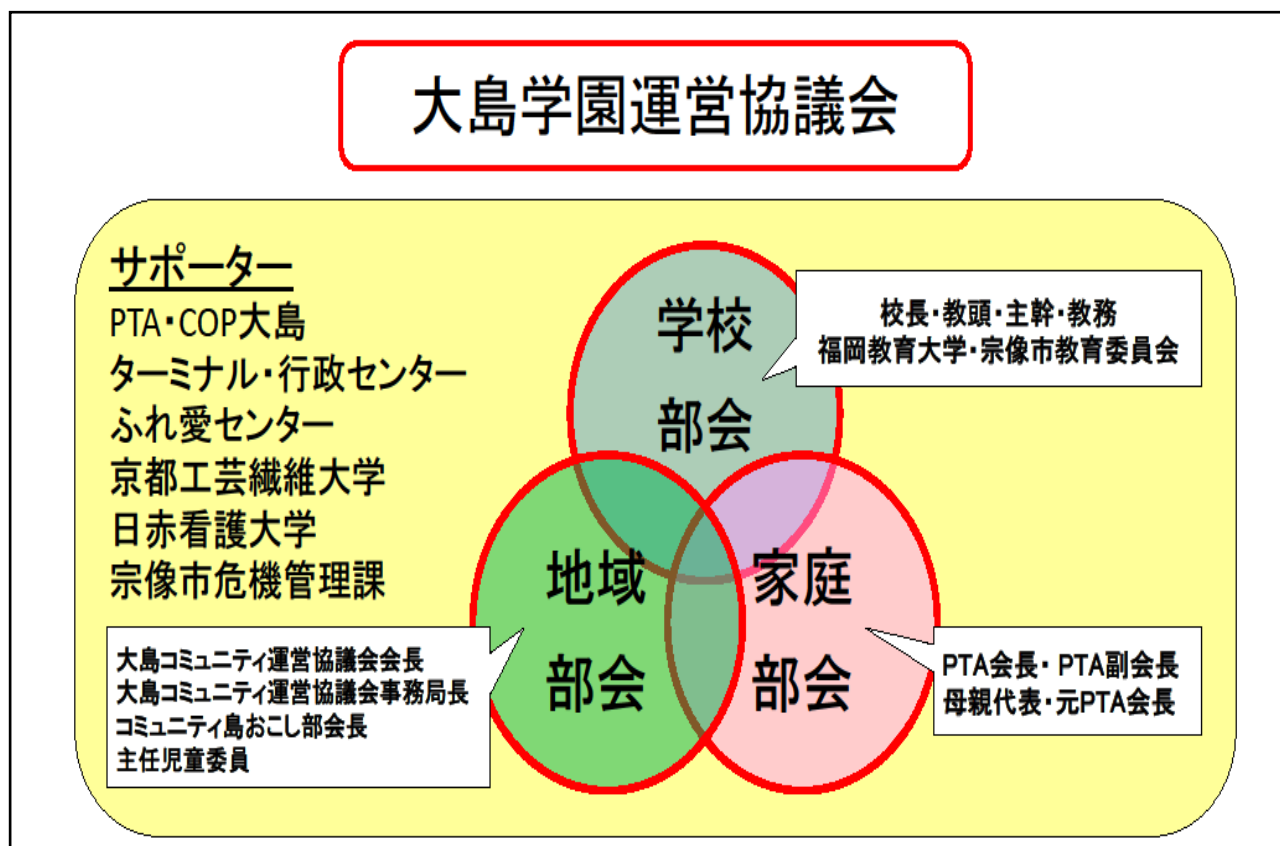 大島学園運営協議会
サポーター
PTA・COP大島
ターミナル・行政センター
ふれ愛センター
京都工芸繊維大学
日赤看護大学
宗像市危機管理課
学校
部会
校長・教頭・主幹・教務
福岡教育大学・宗像市教育委員会
地域
部会
大島コミュニティ運営協議会会長
大島コミュニティ運営協議会事務局長
コミュニティ島おこし部会長
主任児童委員
家庭
部会
PTA会長・PTA副会長
母親代表・元PTA会長